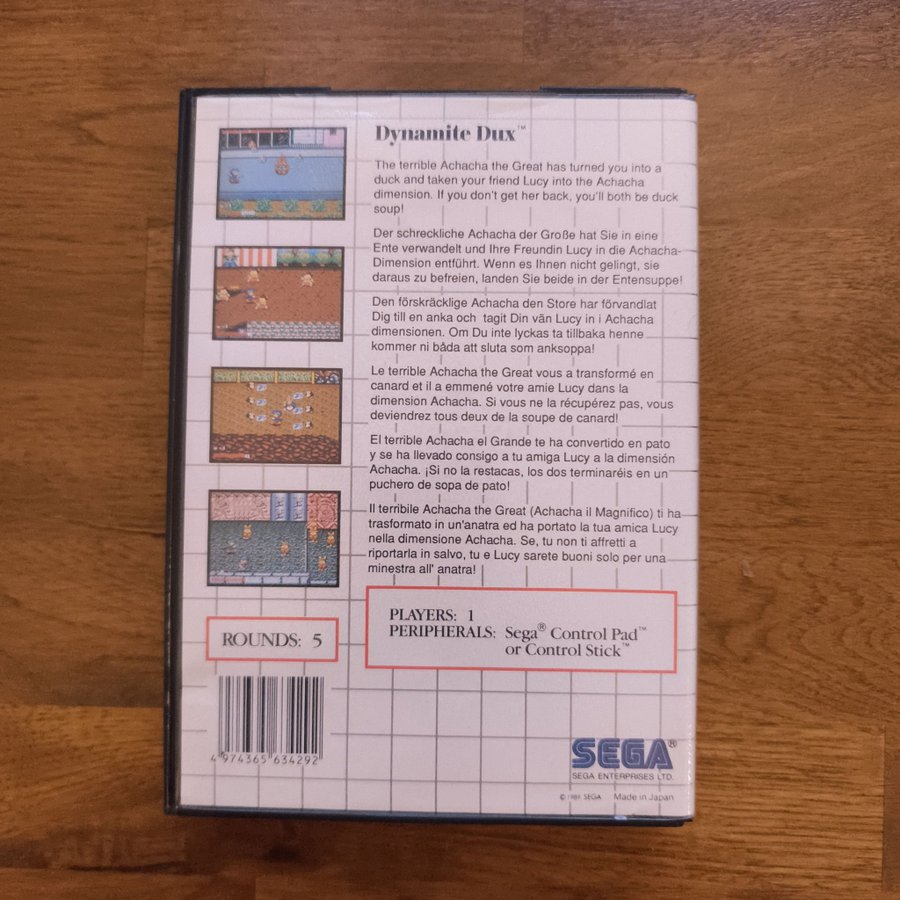 Dynamite Dux™
The terrible Achacha the Great has turned you into a
duck and taken your friend Lucy into the Achacha
dimension. If you don't get her back, you'll both be duck
soup!
Der schreckliche Achacha der Große hat Sie in eine
Ente verwandelt und Ihre Freundin Lucy in die Achacha-
Dimension entführt. Wenn es Ihnen nicht gelingt, sie
daraus zu befreien, landen Sie beide in der Entensuppe!
Den förskräcklige Achacha den Store har förvandlat
Dig till en anka och tagit Din vän Lucy in i Achacha
dimensionen. Om Du inte lyckas ta tillbaka henne
kommer ni båda att sluta som anksoppa!
Le terrible Achacha the Great vous a transformé en
canard et il a emmené votre amie Lucy dans la
dimension Achacha. Si vous ne la récupérez pas, vous
deviendrez tous deux de la soupe de canard!
El terrible Achacha el Grande te ha convertido en pato
y se ha llevado consigo a tu amiga Lucy a la dimensión
Achacha. ¡Si no la restacas, los dos terminaréis en un
puchero de sopa de pato!
Il terribile Achacha the Great (Achacha il Magnifico) ti ha
trasformato in un'anatra ed ha portato la tua amica Lucy
nella dimensione Achacha. Se, tu non ti affretti a
riportarla in salvo, tu e Lucy sarete buoni solo per una
minestra all' anatra!
PLAYERS: 1
PERIPHERALS: Sega® Control Pad™
or Control Stick™
ROUNDS: 5
4 974365 634292
SEGA®
SEGA ENTERPRISES LTD.
© 1989 SEGA Made in Japan